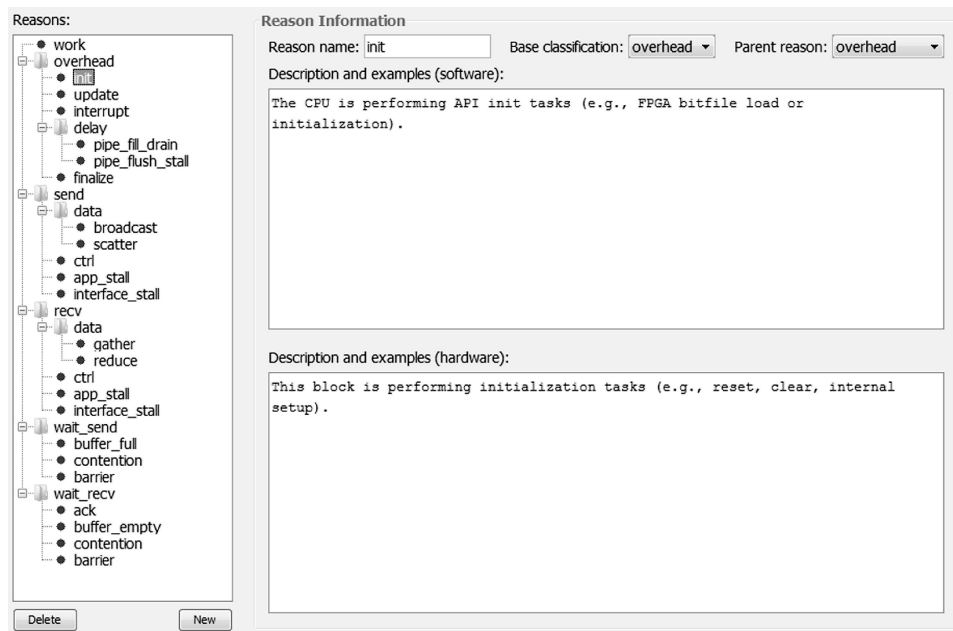 Reasons:
work
overhead
init
update
interrupt
delay
pipe_fill_drain
pipe_flush_stall
finalize
send
data
broadcast
scatter
ctrl
app_stall
interface_stall
recv
data
gather
reduce
ctrl
app_stall
interface_stall
wait_send
buffer_full
contention
barrier
wait_recv
ack
buffer_empty
contention
barrier
Delete New
Reason Information
Reason name: init Base classification: overhead Parent reason: overhead
Description and examples (software):
The CPU is performing API init tasks (e.g., FPGA bitfile load or
initialization).
Description and examples (hardware):
This block is performing initialization tasks (e.g., reset, clear, internal
setup).